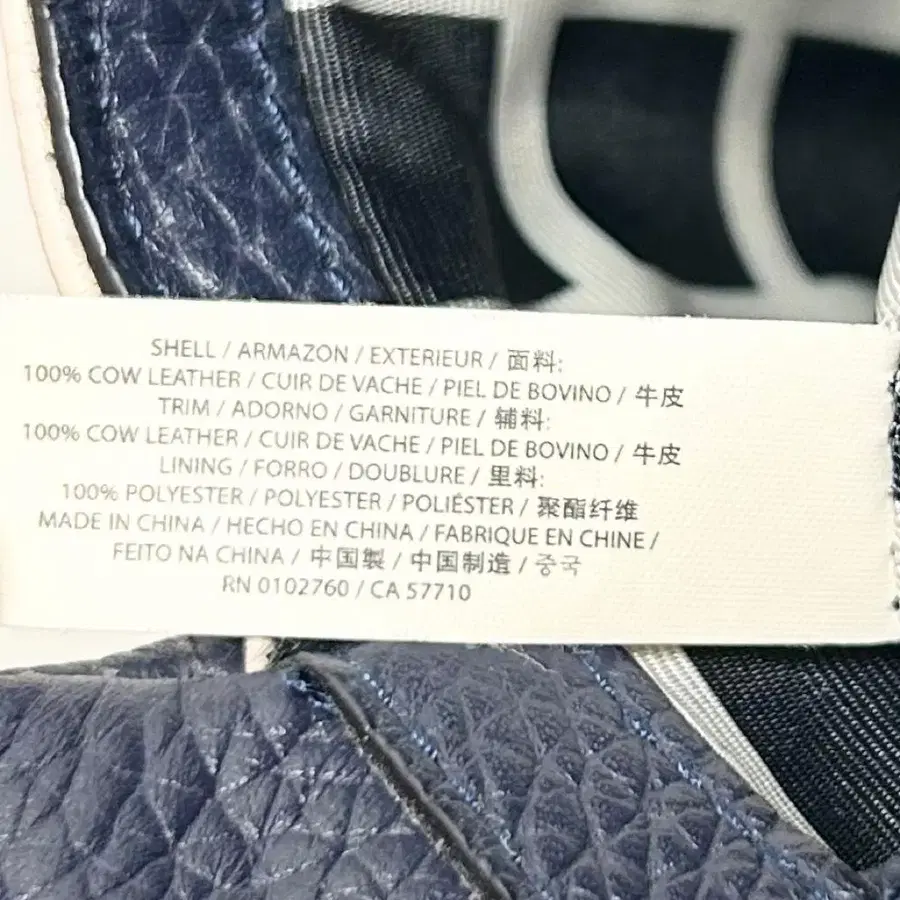 SHELL / ARMAZON / EXTERIEUR / 面料:
100% COW LEATHER / CUIR DE VACHE / PIEL DE BOVINO / 牛皮
TRIM / ADORNO / GARNITURE / 辅料:
100% COW LEATHER / CUIR DE VACHE / PIEL DE BOVINO / 牛皮
LINING / FORRO / DOUBLURE / 里料:
100% POLYESTER / POLYESTER / POLIÉSTER / 聚酯纤维
MADE IN CHINA / HECHO EN CHINA / FABRIQUE EN CHINE /
FEITO NA CHINA / 中国製 / 中国制造 / 중국
RN 0102760 / CA 57710